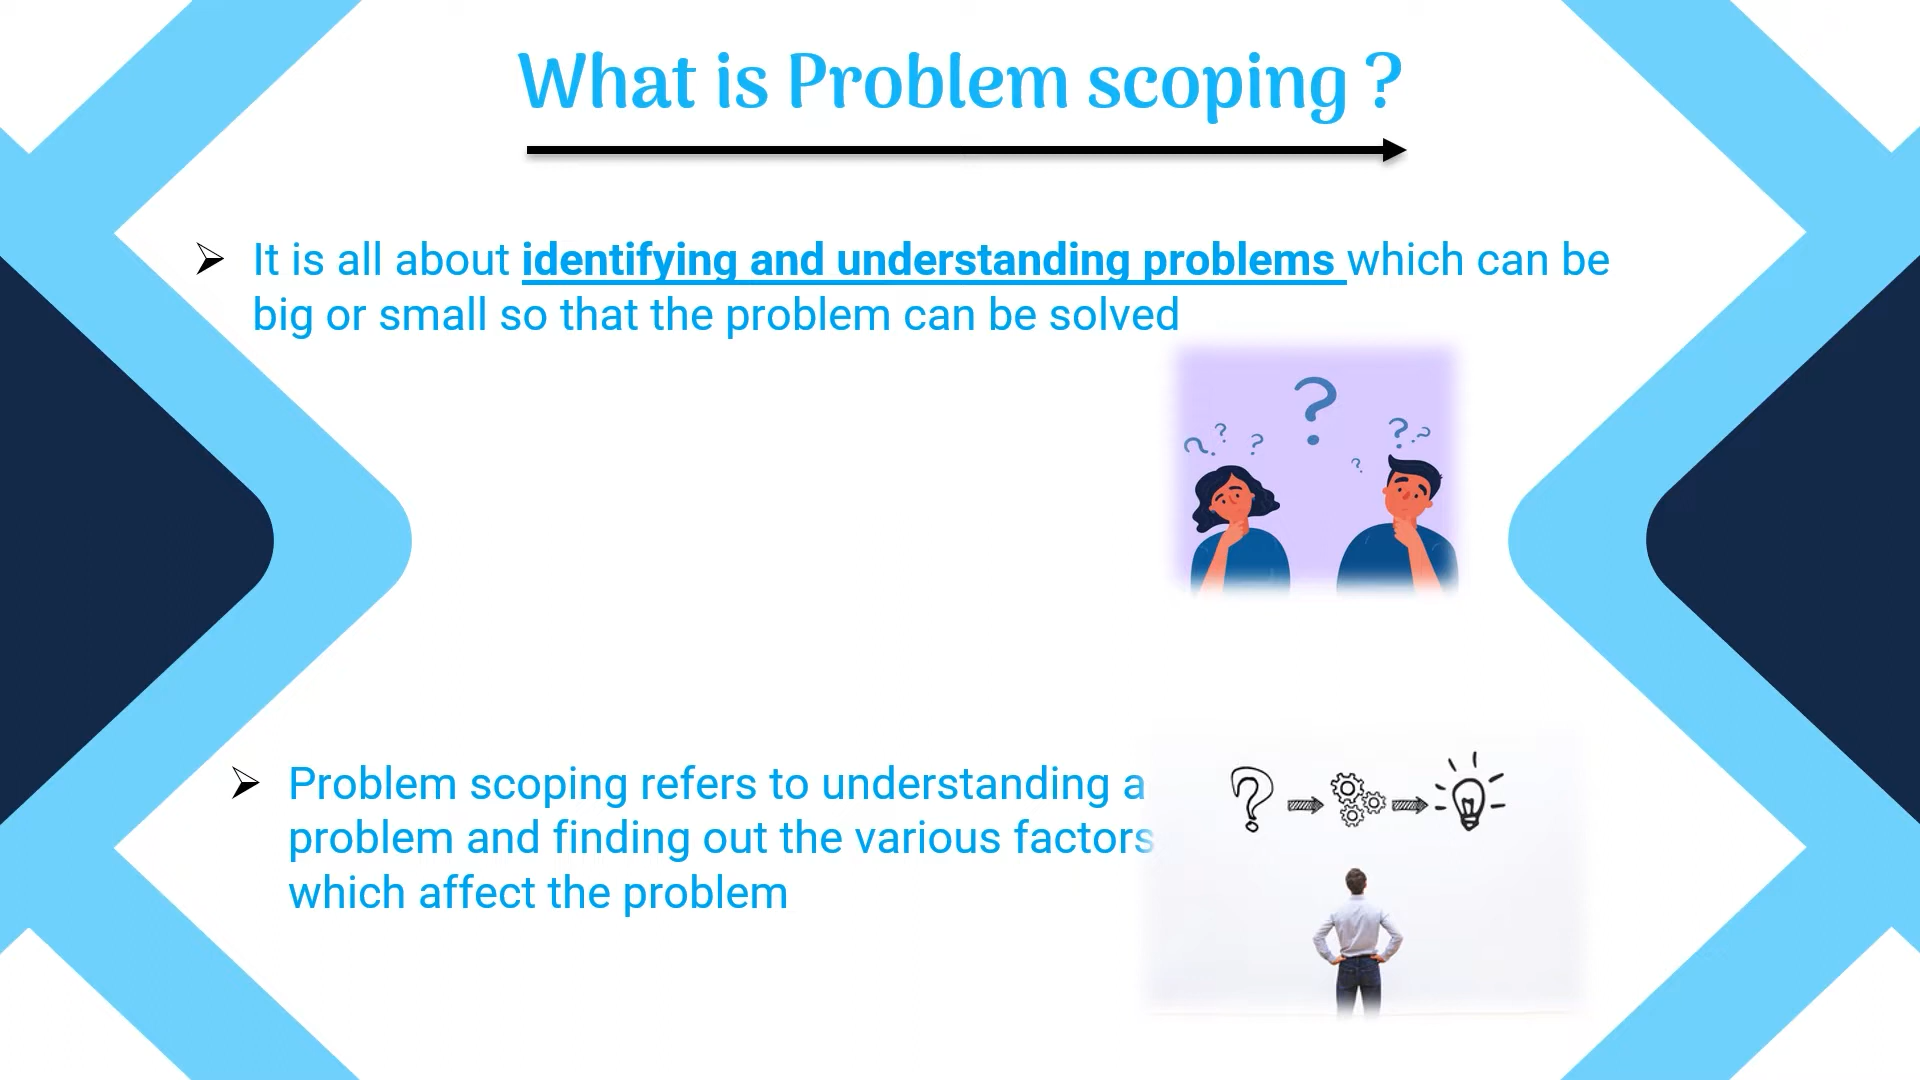 What is Problem scoping ?
It is all about identifying and understanding problems which can be
big or small so that the problem can be solved
? ? ? ? ? ? ? ?
Problem scoping refers to understanding a
problem and finding out the various factors
which affect the problem
?